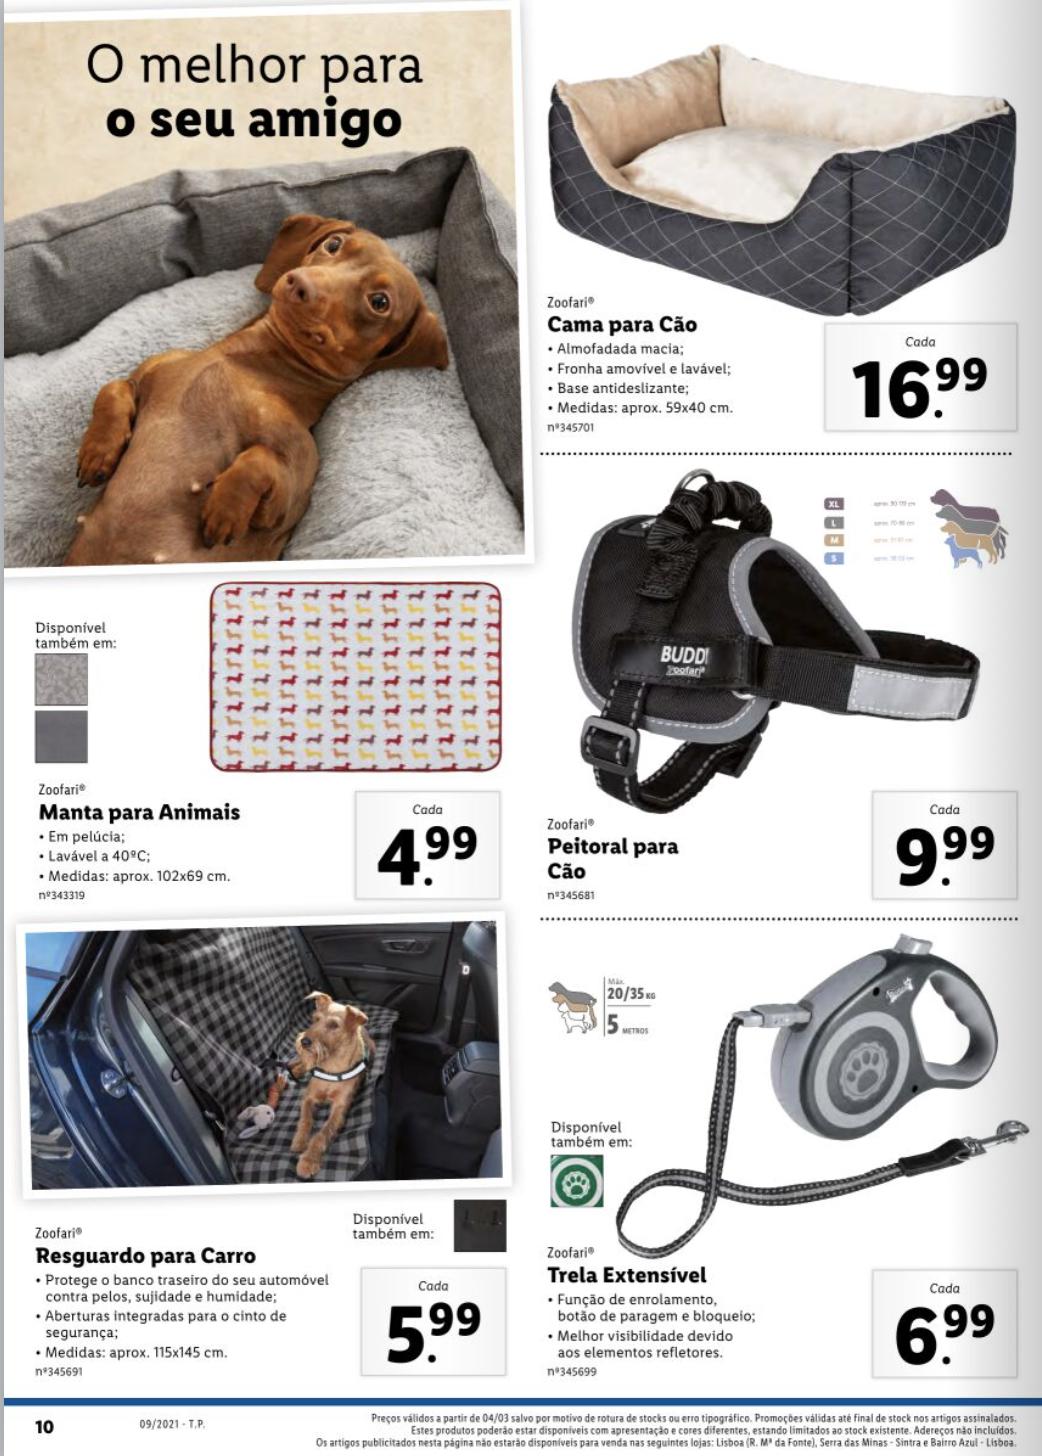 O melhor para
o seu amigo
Zoofari®
Cama para Cão
• Almofadada macia;
• Fronha amovível e lavável;
• Base antideslizante;
• Medidas: aprox. 59x40 cm.
nº345701
Cada
16.99
Disponível
também em:
Zoofari®
Manta para Animais
• Em pelúcia;
• Lavável a 40ºC;
• Medidas: aprox. 102x69 cm.
nº343319
Cada
4.99
XL
L
M
S
BUDDY
Zoofari®
Zoofari®
Peitoral para
Cão
nº345681
Cada
9.99
Zoofari®
Resguardo para Carro
• Protege o banco traseiro do seu automóvel
contra pelos, sujidade e humidade;
• Aberturas integradas para o cinto de
segurança;
• Medidas: aprox. 115x145 cm.
nº345691
Disponível
também em:
Cada
5.99
Máx.
20/35 KG
5 METROS
Disponível
também em:
Zoofari®
Trela Extensível
• Função de enrolamento,
botão de paragem e bloqueio;
• Melhor visibilidade devido
aos elementos refletores.
nº345699
Cada
6.99
10
09/2021 - T.P.
Preços válidos a partir de 04/03 salvo por motivo de rotura de stocks ou erro tipográfico. Promoções válidas até final de stock nos artigos assinalados.
Estes produtos poderão estar disponíveis com apresentação e cores diferentes, estando limitados ao stock existente. Adereços não incluídos.
Os artigos publicitados nesta página não estarão disponíveis para venda nas seguintes lojas: Lisboa (R. Mª da Fonte), Serra das Minas - Sintra e Bairro Azul - Lisboa.